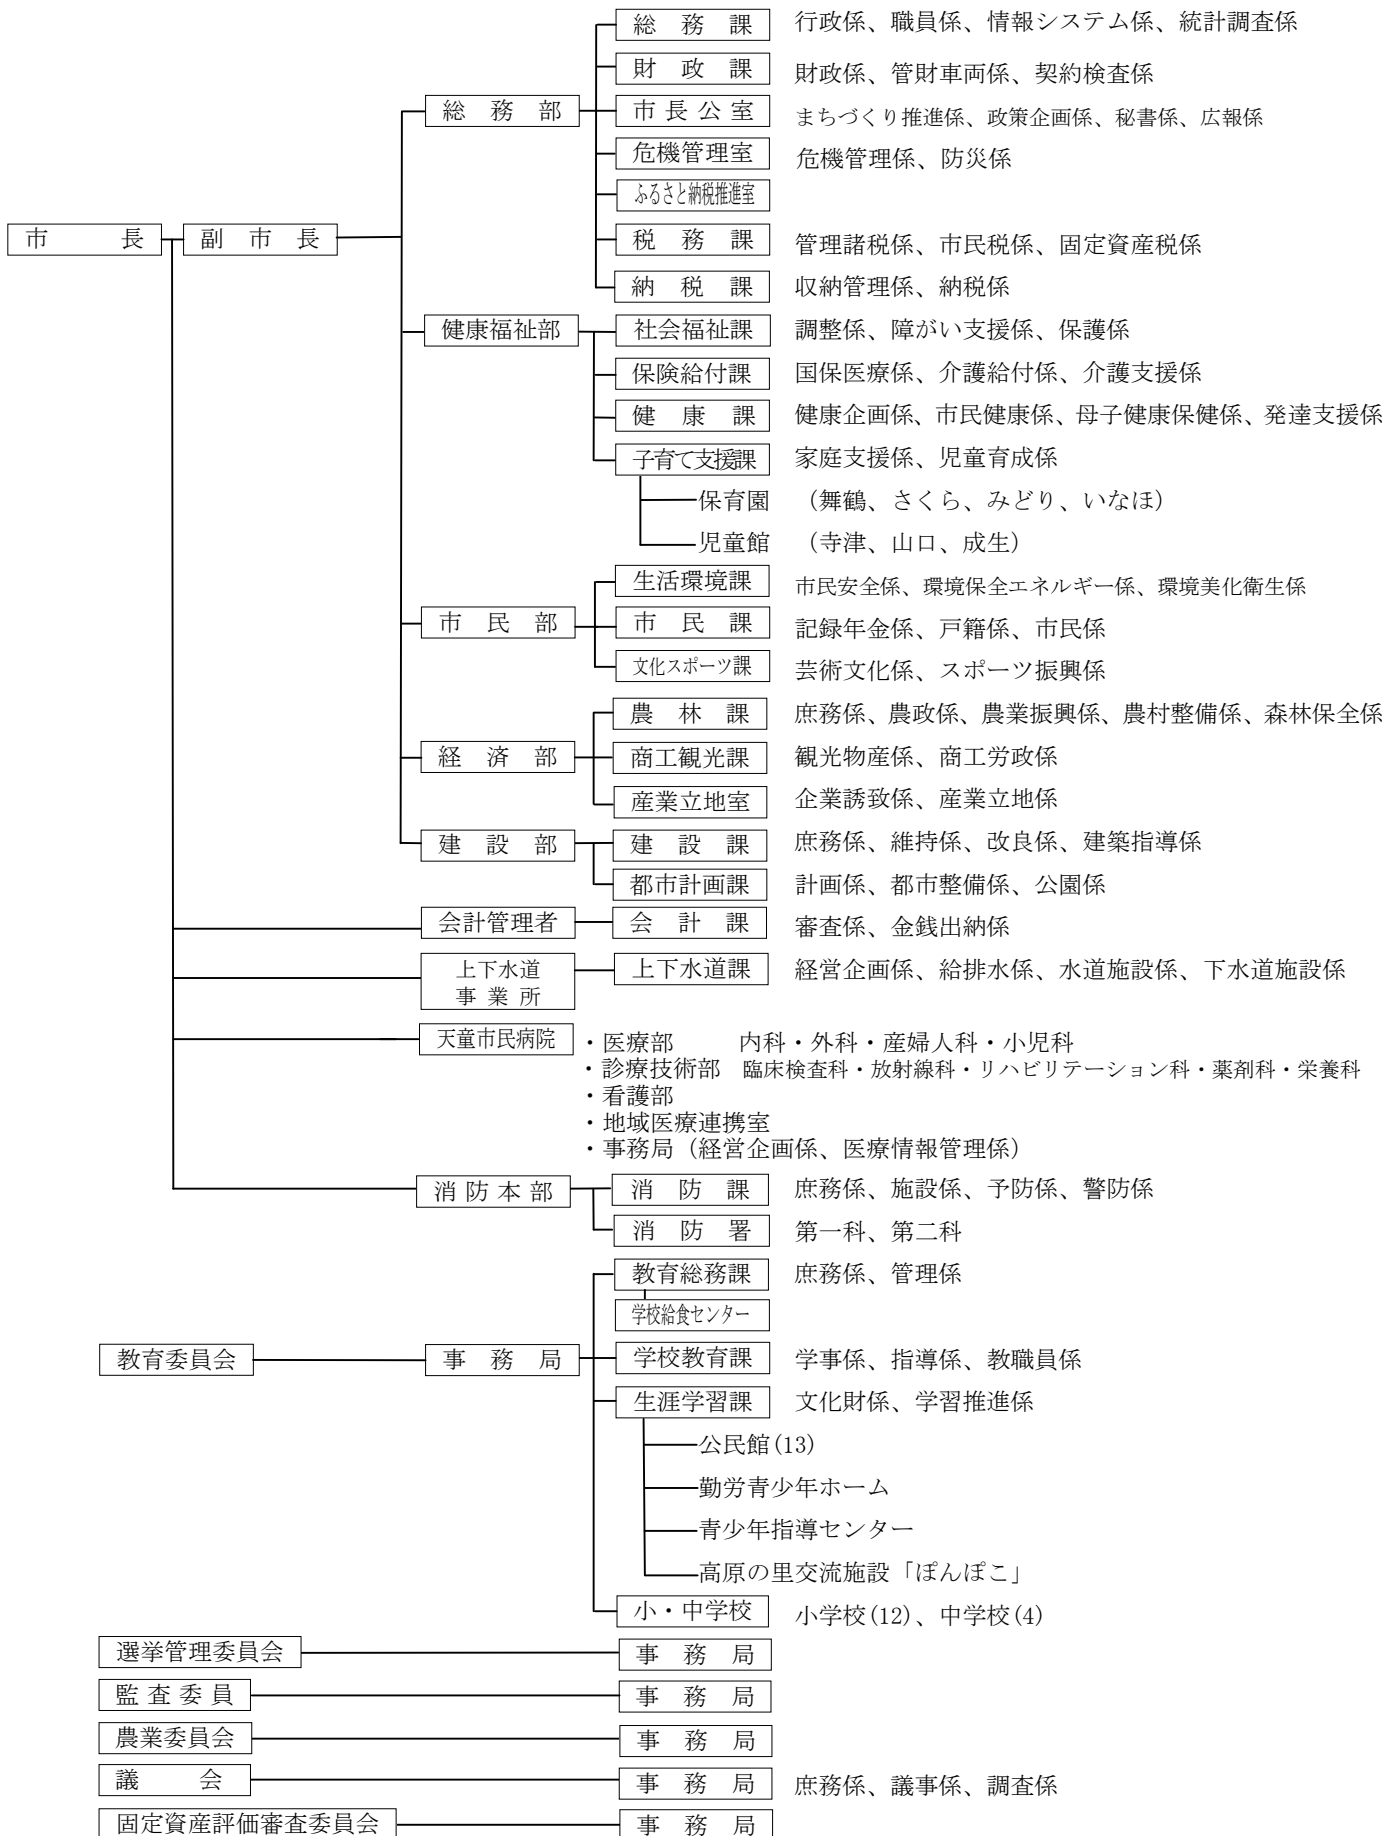 総務課 行政係、職員係、情報システム係、統計調査係
財政課 財政係、管財車両係、契約検査係
総務部 市長公室 まちづくり推進係、政策企画係、秘書係、広報係
危機管理室 危機管理係、防災係
ふるさと納税推進室
市長 副市長 税務課 管理諸税係、市民税係、固定資産税係
納税課 収納管理係、納税係
健康福祉部 社会福祉課 調整係、障がい支援係、保護係
保険給付課 国保医療係、介護給付係、介護支援係
健康課 健康企画係、市民健康係、母子健康保健係、発達支援係
子育て支援課 家庭支援係、児童育成係
保育園 (舞鶴、さくら、みどり、いなほ)
児童館 (寺津、山口、成生)
生活環境課 市民安全係、環境保全エネルギー係、環境美化衛生係
市民部 市民課 記録年金係、戸籍係、市民係
文化スポーツ課 芸術文化係、スポーツ振興係
農林課 庶務係、農政係、農業振興係、農村整備係、森林保全係
経済部 商工観光課 観光物産係、商工労政係
産業立地室 企業誘致係、産業立地係
建設部 建設課 庶務係、維持係、改良係、建築指導係
都市計画課 計画係、都市整備係、公園係
会計管理者 会計課 審査係、金銭出納係
上下水道事業所 上下水道課 経営企画係、給排水係、水道施設係、下水道施設係
天童市民病院 ・医療部 内科・外科・産婦人科・小児科
・診療技術部 臨床検査科・放射線科・リハビリテーション科・薬剤科・栄養科
・看護部
・地域医療連携室
・事務局(経営企画係、医療情報管理係)
消防本部 消防課 庶務係、施設係、予防係、警防係
消防署 第一科、第二科
教育総務課 庶務係、管理係
学校給食センター
教育委員会 事務局 学校教育課 学事係、指導係、教職員係
生涯学習課 文化財係、学習推進係
公民館(13)
勤労青少年ホーム
青少年指導センター
高原の里交流施設「ぽんぽこ」
小・中学校 小学校(12)、中学校(4)
選挙管理委員会 事務局
監査委員 事務局
農業委員会 事務局
議会 事務局 庶務係、議事係、調査係
固定資産評価審査委員会 事務局